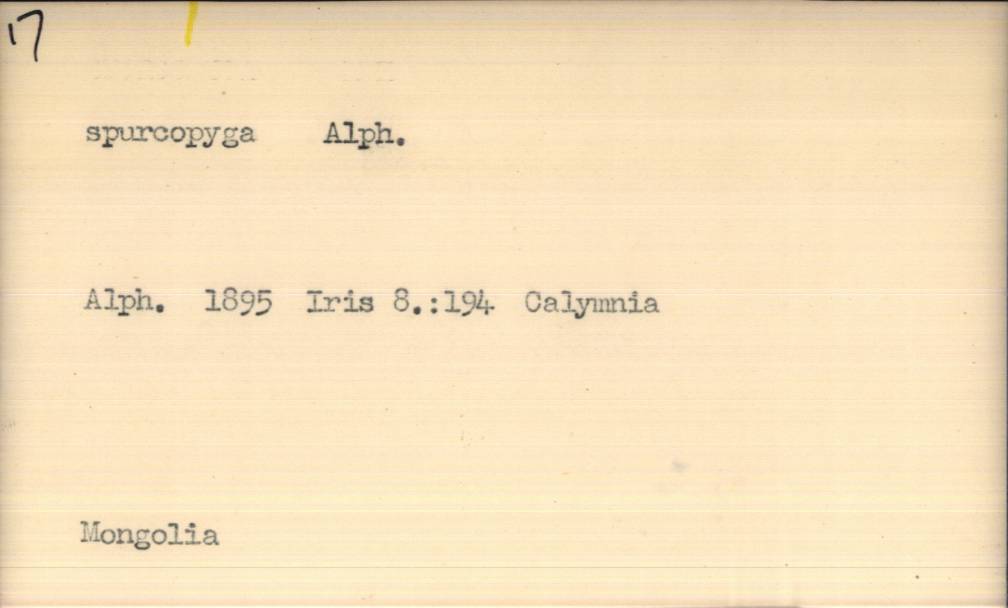 17
spurcopyga Alph.
Alph. 1895 Iris 8.:194 Calymnia
Mongolia